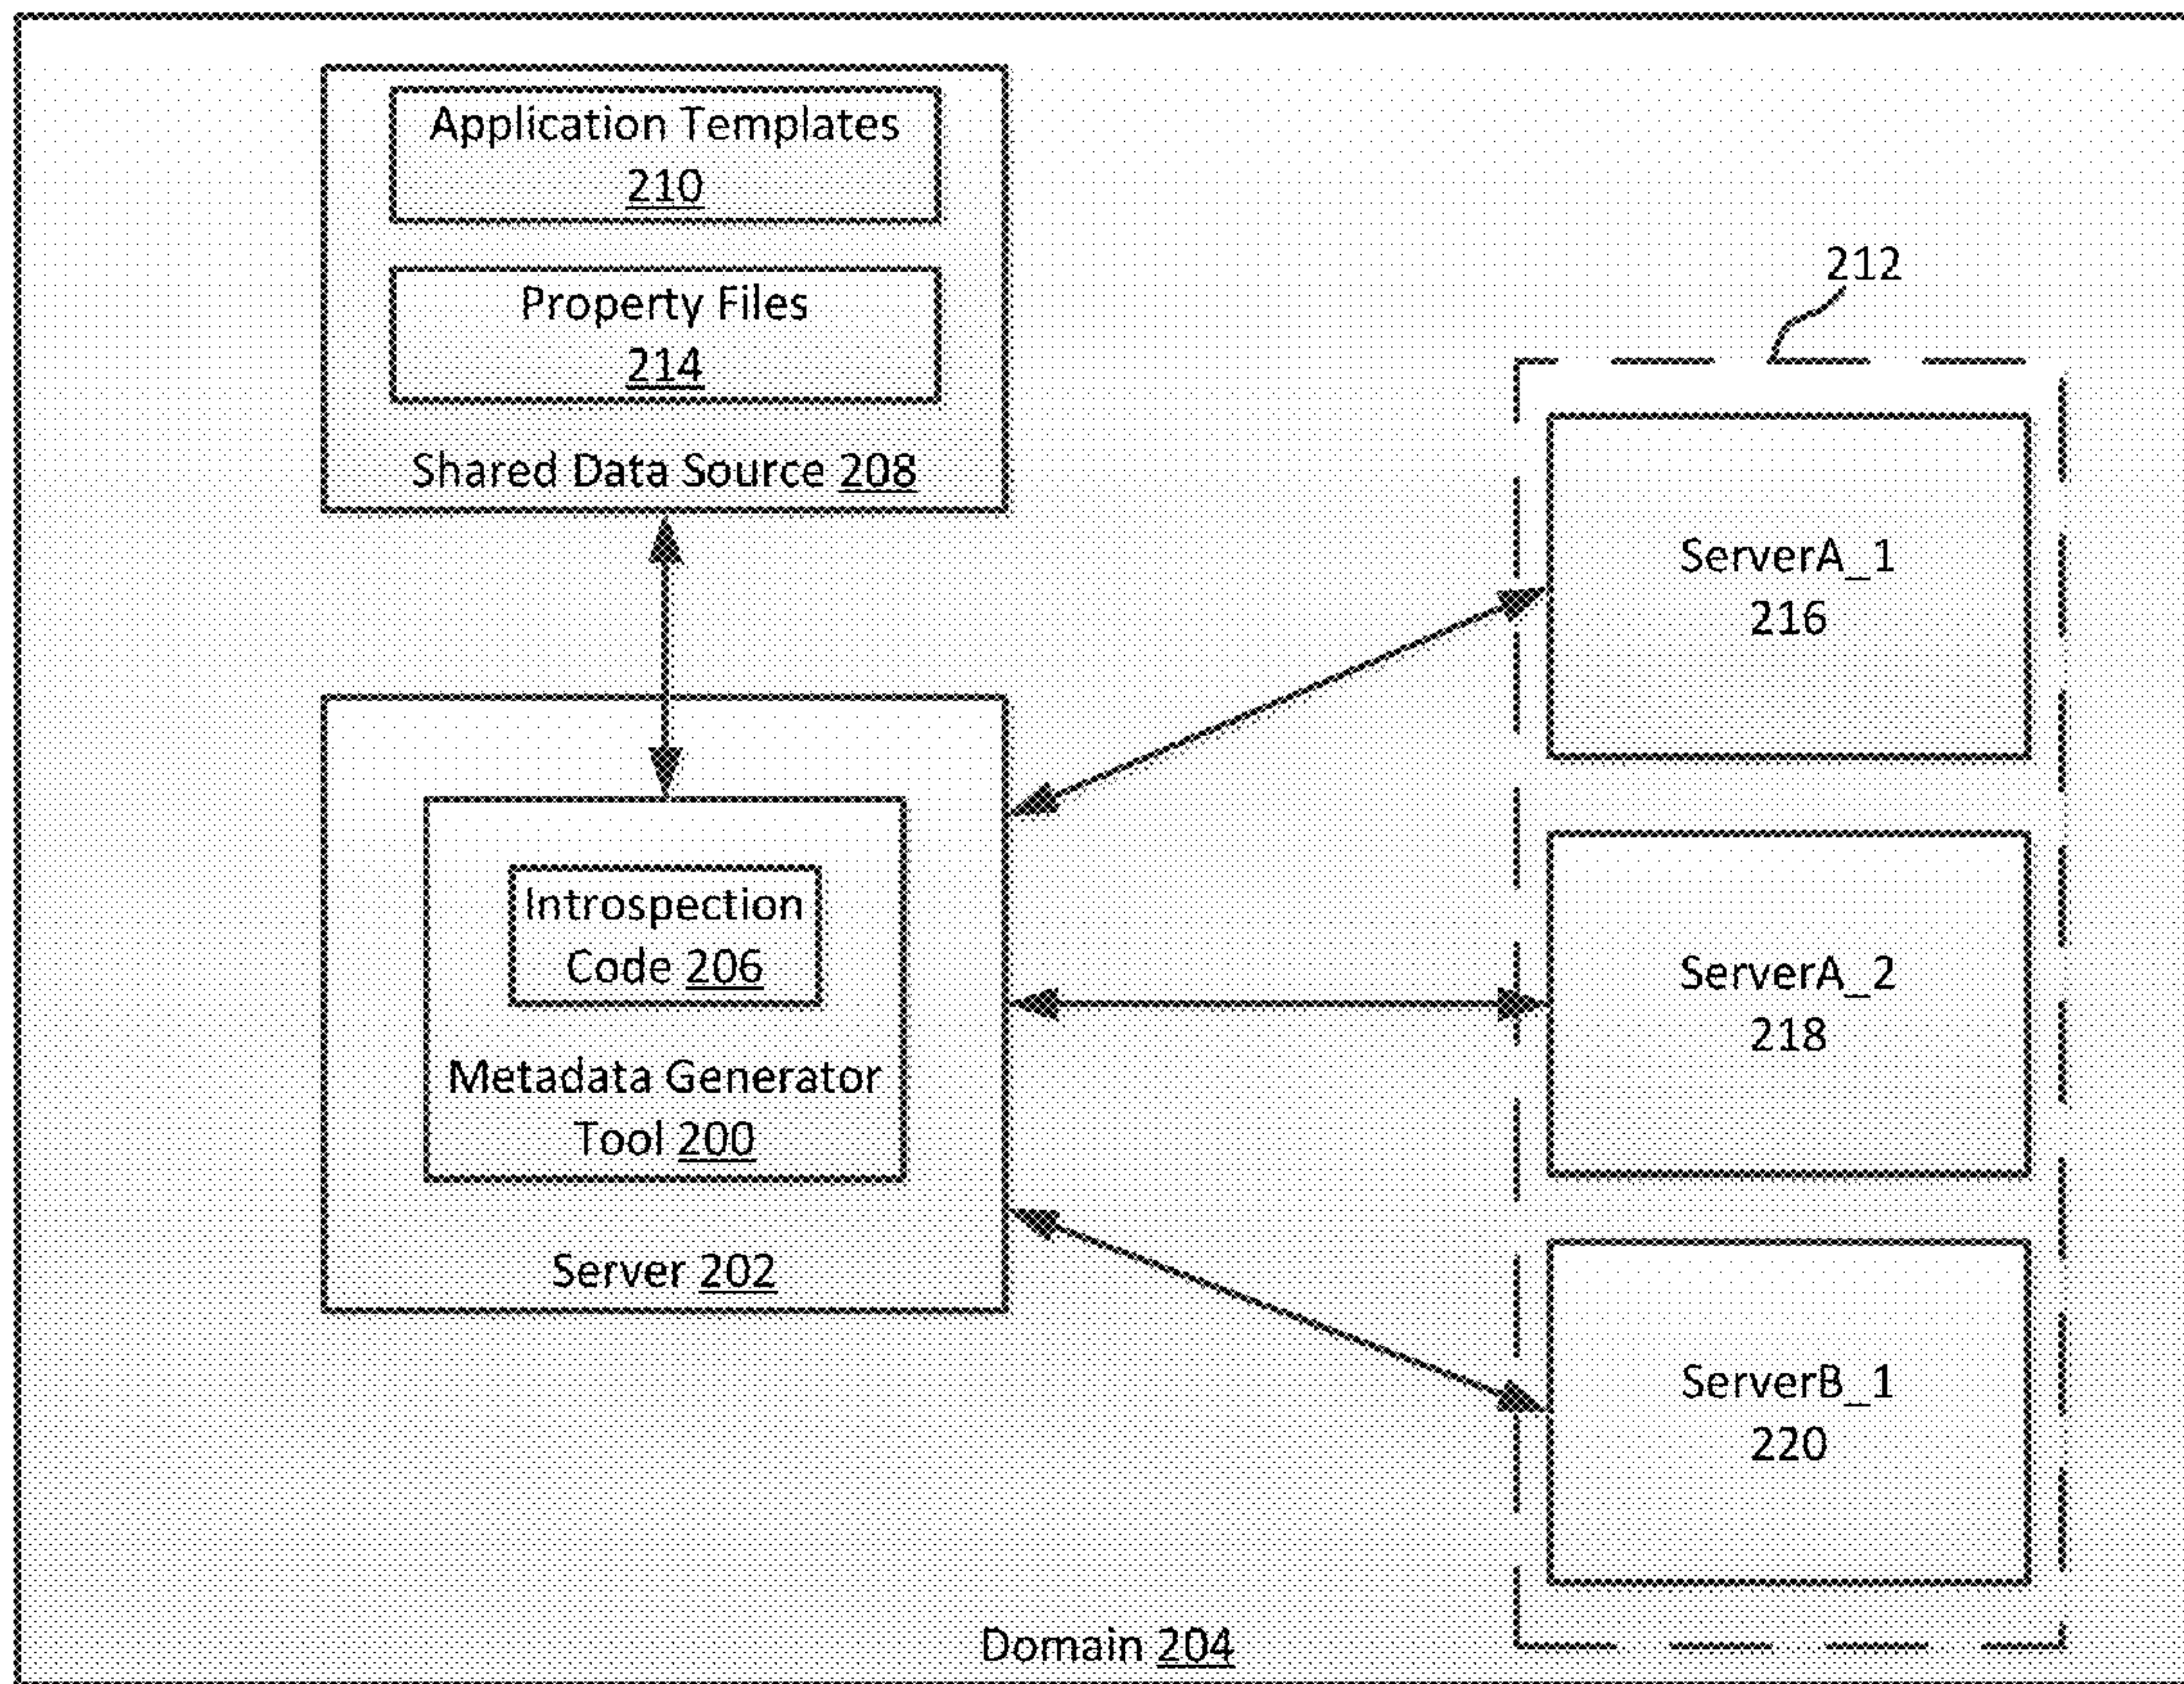 Application Templates
210
Property Files
214
Shared Data Source 208
212
ServerA_1
216
Introspection
Code 206
Metadata Generator
Tool 200
Server 202
ServerA_2
218
ServerB_1
220
Domain 204